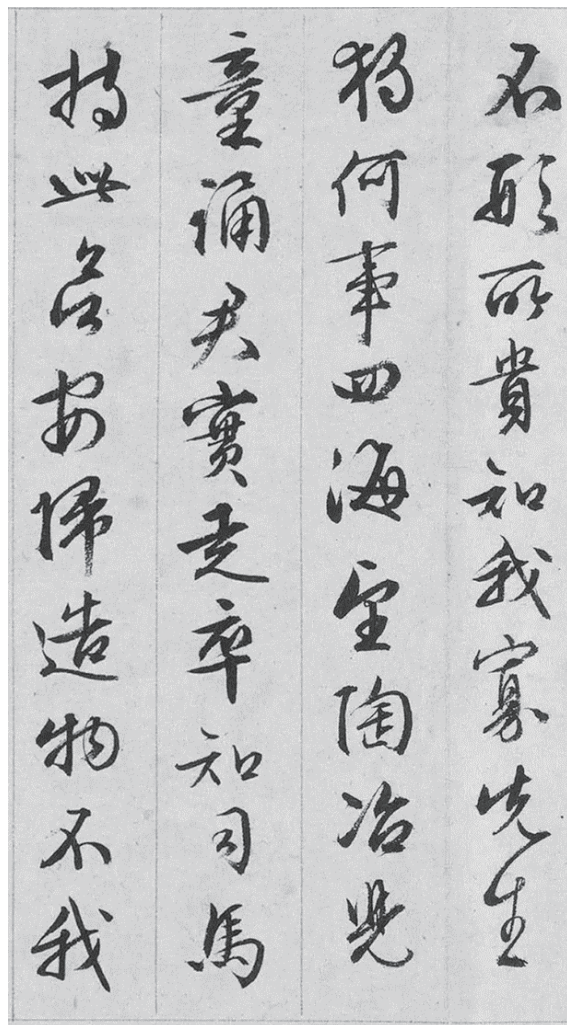 不形所貴知我寡先生
獨何事四海望陶冶兒
童誦君實走卒知司馬
持此欲安歸造物不我